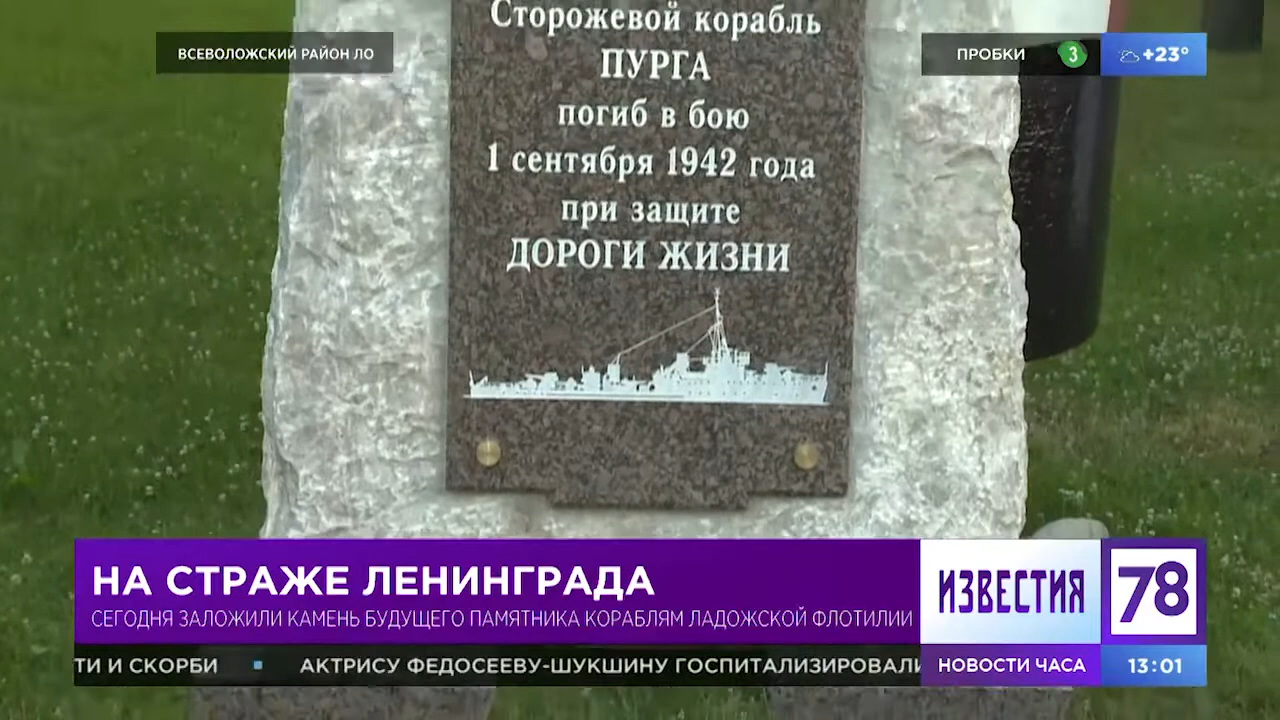 Сторожевой корабль
ПУРГА
погиб в бою
1 сентября 1942 года
при защите
ДОРОГИ ЖИЗНИ
ВСЕВОЛОЖСКИЙ РАЙОН ЛО
ПРОБКИ 3 +23°
НА СТРАЖЕ ЛЕНИНГРАДА
СЕГОДНЯ ЗАЛОЖИЛИ КАМЕНЬ БУДУЩЕГО ПАМЯТНИКА КОРАБЛЯМ ЛАДОЖСКОЙ ФЛОТИЛИИ
ИЗВЕСТИЯ 78
ТИ И СКОРБИ ▪ АКТРИСУ ФЕДОСЕЕВУ-ШУКШИНУ ГОСПИТАЛИЗИРОВАЛИ
НОВОСТИ ЧАСА 13:01